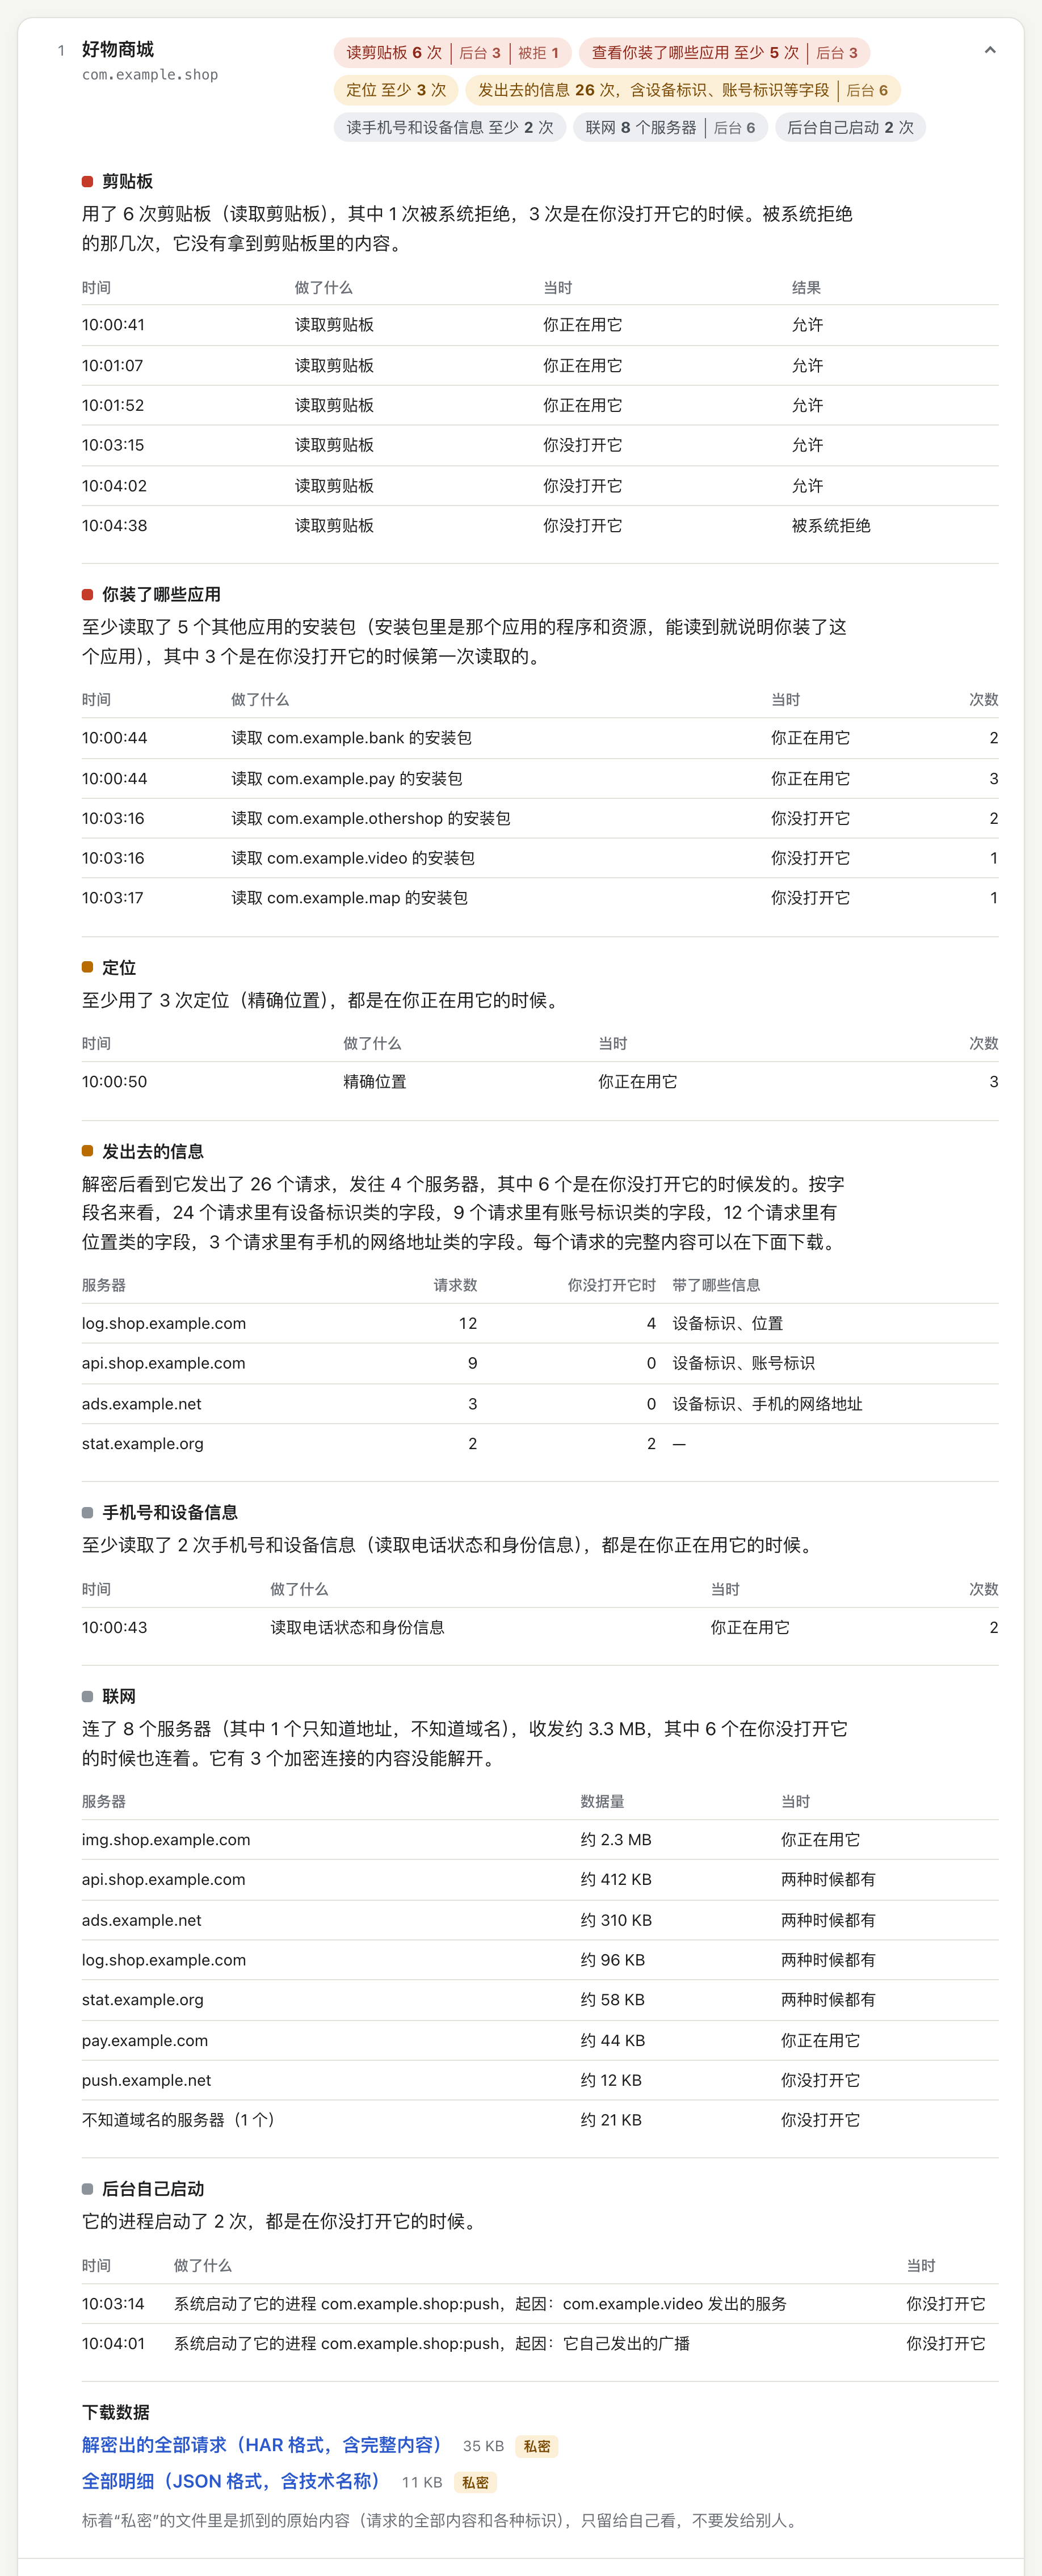 1 好物商城
com.example.shop
读剪贴板 6 次 | 后台 3 | 被拒 1 查看你装了哪些应用 至少 5 次 | 后台 3
定位 至少 3 次 发出去的信息 26 次，含设备标识、账号标识等字段 | 后台 6
读手机号和设备信息 至少 2 次 联网 8 个服务器 | 后台 6 后台自己启动 2 次
剪贴板
用了 6 次剪贴板（读取剪贴板），其中 1 次被系统拒绝，3 次是在你没打开它的时候。被系统拒绝
的那几次，它没有拿到剪贴板里的内容。
时间 做了什么 当时 结果
10:00:41 读取剪贴板 你正在用它 允许
10:01:07 读取剪贴板 你正在用它 允许
10:01:52 读取剪贴板 你正在用它 允许
10:03:15 读取剪贴板 你没打开它 允许
10:04:02 读取剪贴板 你没打开它 允许
10:04:38 读取剪贴板 你没打开它 被系统拒绝
你装了哪些应用
至少读取了 5 个其他应用的安装包（安装包里是那个应用的程序和资源，能读到就说明你装了这
个应用），其中 3 个是在你没打开它的时候第一次读取的。
时间 做了什么 当时 次数
10:00:44 读取 com.example.bank 的安装包 你正在用它 2
10:00:44 读取 com.example.pay 的安装包 你正在用它 3
10:03:16 读取 com.example.othershop 的安装包 你没打开它 2
10:03:16 读取 com.example.video 的安装包 你没打开它 1
10:03:17 读取 com.example.map 的安装包 你没打开它 1
定位
至少用了 3 次定位（精确位置），都是在你正在用它的时候。
时间 做了什么 当时 次数
10:00:50 精确位置 你正在用它 3
发出去的信息
解密后看到它发出了 26 个请求，发往 4 个服务器，其中 6 个是在你没打开它的时候发的。按字
段名来看，24 个请求里有设备标识类的字段，9 个请求里有账号标识类的字段，12 个请求里有
位置类的字段，3 个请求里有手机的网络地址类的字段。每个请求的完整内容可以在下面下载。
服务器 请求数 你没打开它时 带了哪些信息
log.shop.example.com 12 4 设备标识、位置
api.shop.example.com 9 0 设备标识、账号标识
ads.example.net 3 0 设备标识、手机的网络地址
stat.example.org 2 2 —
手机号和设备信息
至少读取了 2 次手机号和设备信息（读取电话状态和身份信息），都是在你正在用它的时候。
时间 做了什么 当时 次数
10:00:43 读取电话状态和身份信息 你正在用它 2
联网
连了 8 个服务器（其中 1 个只知道地址，不知道域名），收发约 3.3 MB，其中 6 个在你没打开它
的时候也连着。它有 3 个加密连接的内容没能解开。
服务器 数据量 当时
img.shop.example.com 约 2.3 MB 你正在用它
api.shop.example.com 约 412 KB 两种时候都有
ads.example.net 约 310 KB 两种时候都有
log.shop.example.com 约 96 KB 两种时候都有
stat.example.org 约 58 KB 两种时候都有
pay.example.com 约 44 KB 你正在用它
push.example.net 约 12 KB 你没打开它
不知道域名的服务器（1 个） 约 21 KB 你没打开它
后台自己启动
它的进程启动了 2 次，都是在你没打开它的时候。
时间 做了什么 当时
10:03:14 系统启动了它的进程 com.example.shop:push，起因：com.example.video 发出的服务 你没打开它
10:04:01 系统启动了它的进程 com.example.shop:push，起因：它自己发出的广播 你没打开它
下载数据
解密出的全部请求（HAR 格式，含完整内容） 35 KB 私密
全部明细（JSON 格式，含技术名称） 11 KB 私密
标着“私密”的文件里是抓到的原始内容（请求的全部内容和各种标识），只留给自己看，不要发给别人。